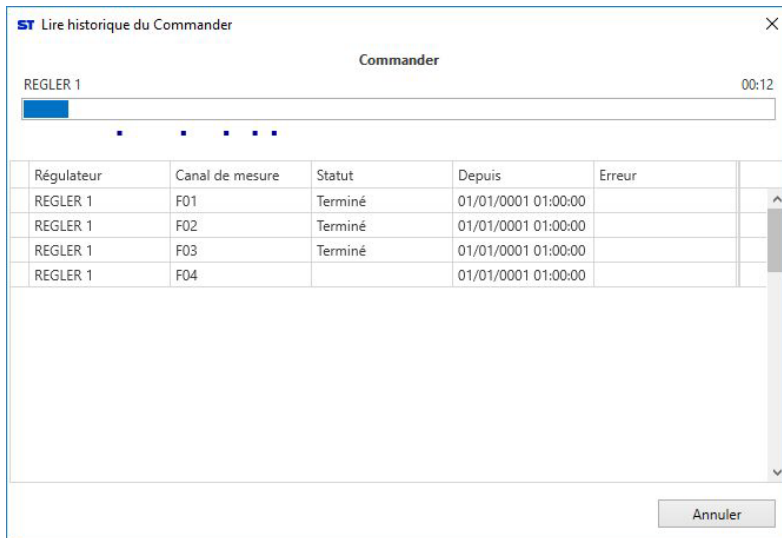 ST Lire historique du Commander
Commander
REGLER 1 00:12
Régulateur Canal de mesure Statut Depuis Erreur
REGLER 1 F01 Terminé 01/01/0001 01:00:00
REGLER 1 F02 Terminé 01/01/0001 01:00:00
REGLER 1 F03 Terminé 01/01/0001 01:00:00
REGLER 1 F04 01/01/0001 01:00:00
Annuler